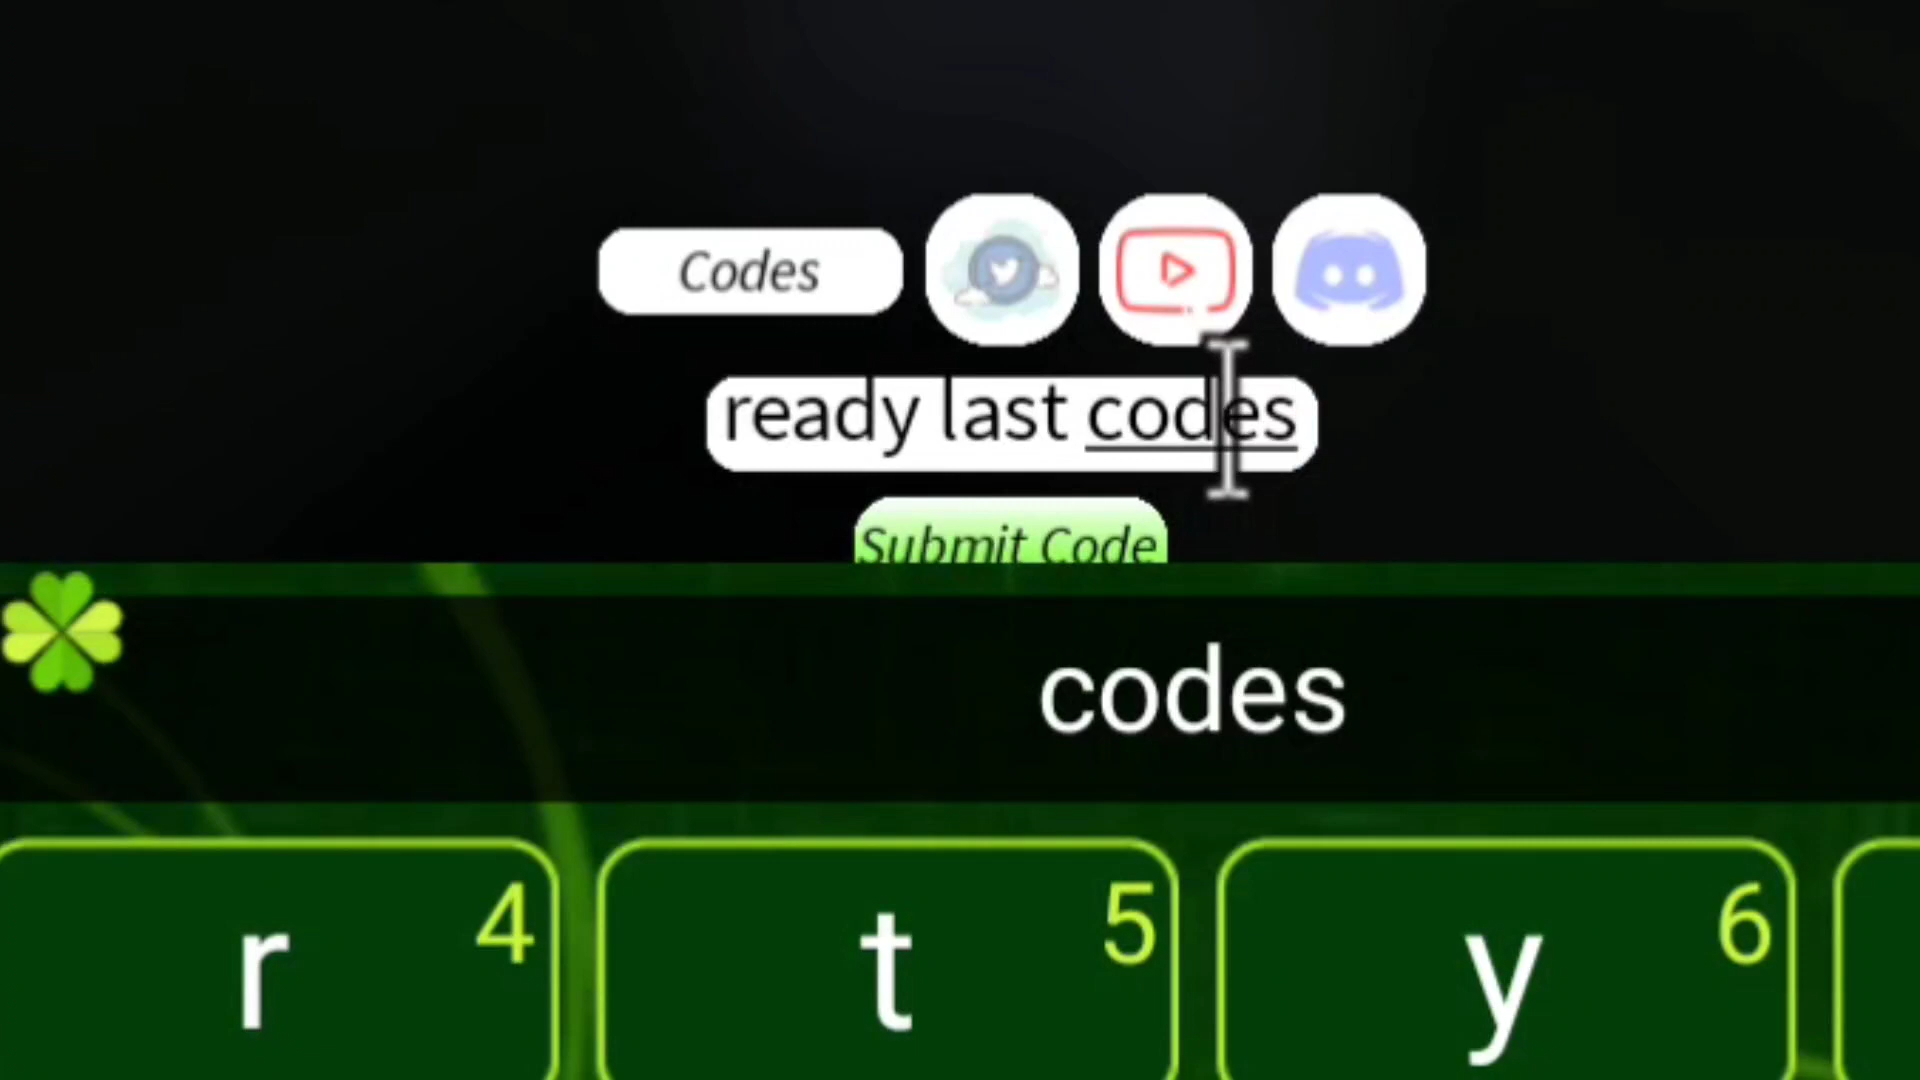 Codes
ready last codes
Submit Code
codes
r 4 t 5 y 6